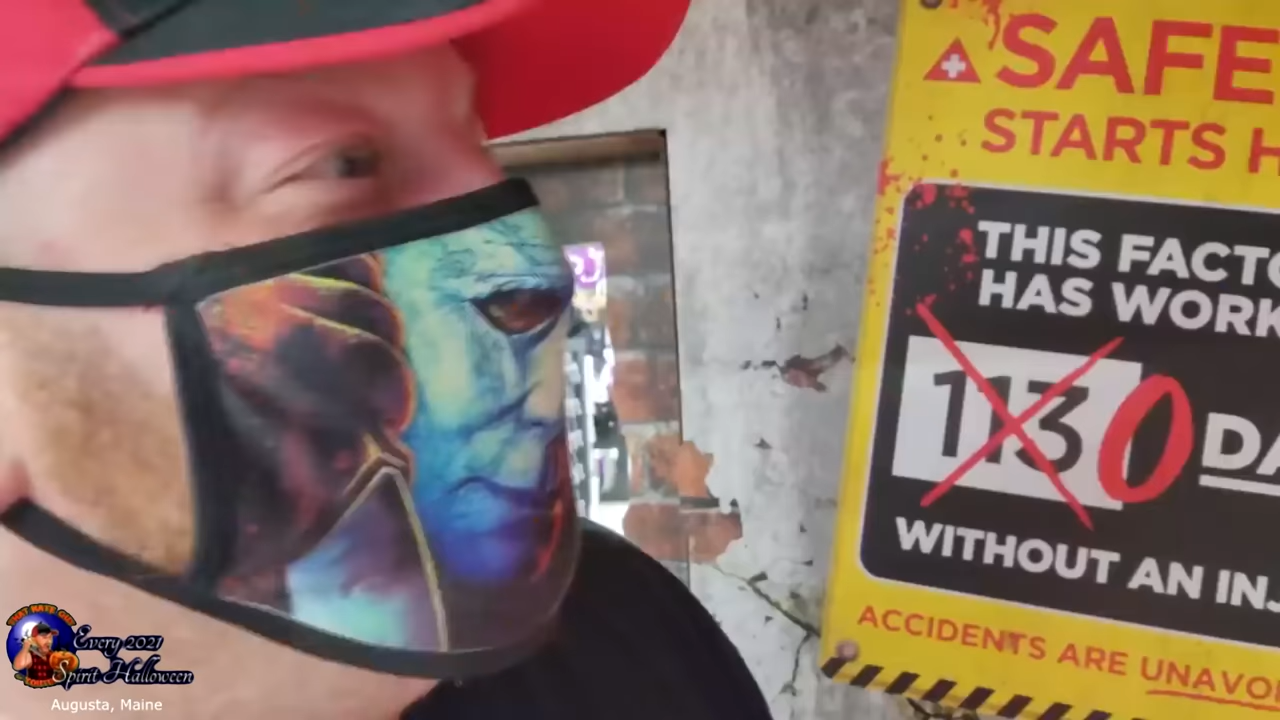 SAFE
STARTS H
THIS FACTO
HAS WORK
113 0 DA
WITHOUT AN INJ
ACCIDENTS ARE UNAVO
Every 2021
Spirit Halloween
Augusta, Maine